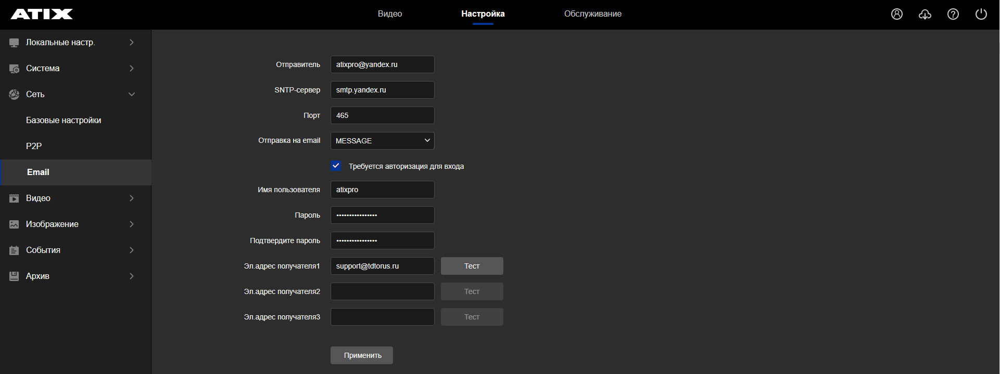 ATIX
Видео
Настройка
Обслуживание
Локальные настр.
Система
Сеть
Базовые настройки
P2P
Email
Видео
Изображение
События
Архив
Отправитель atixpro@yandex.ru
SNTP-сервер smtp.yandex.ru
Порт 465
Отправка на email MESSAGE
Требуется авторизация для входа
Имя пользователя atixpro
Пароль ••••••••••••••••
Подтвердите пароль ••••••••••••••••
Эл.адрес получателя1 support@tdtorus.ru Тест
Эл.адрес получателя2 Тест
Эл.адрес получателя3 Тест
Применить